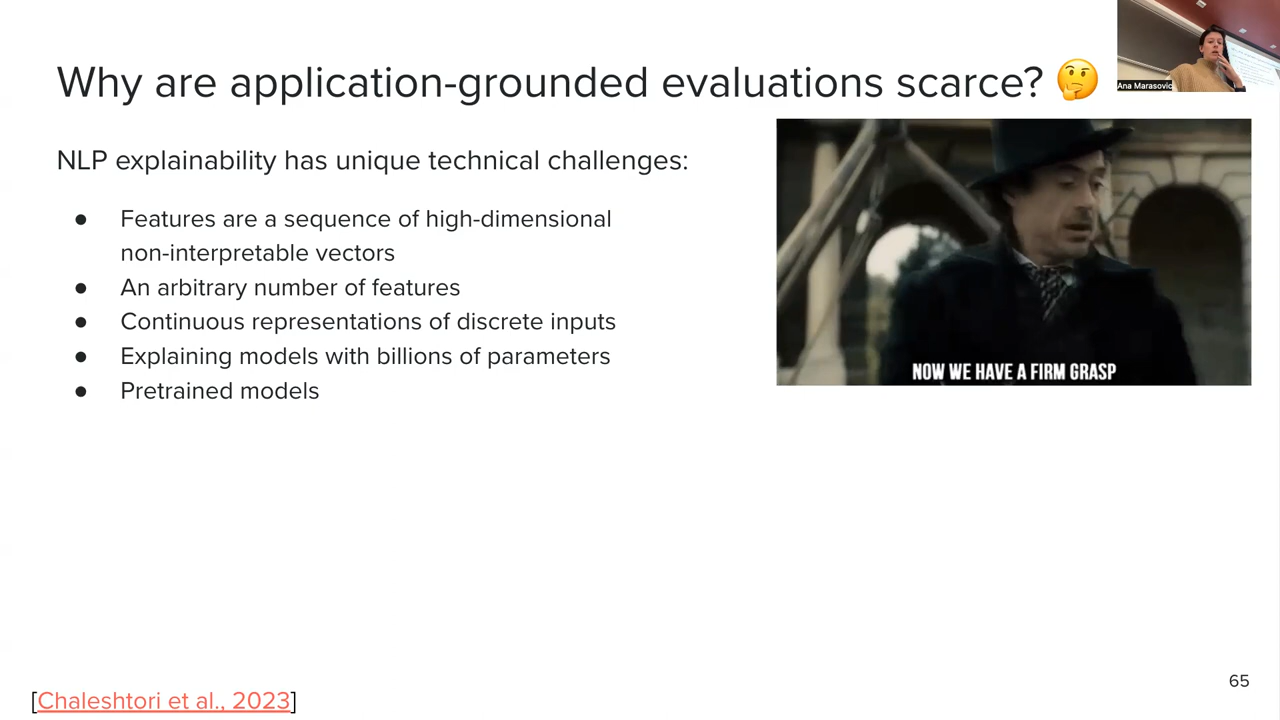 Why are application-grounded evaluations scarce? 🤔
Ana Marasovic
NLP explainability has unique technical challenges:
● Features are a sequence of high-dimensional
non-interpretable vectors
● An arbitrary number of features
● Continuous representations of discrete inputs
● Explaining models with billions of parameters
● Pretrained models
NOW WE HAVE A FIRM GRASP
65
[Chaleshtori et al., 2023]